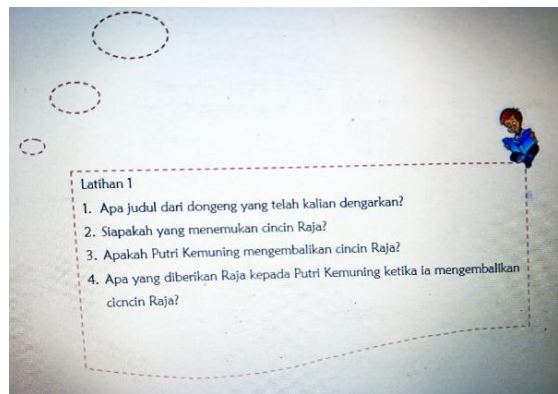 Latihan 1
1. Apa judul dari dongeng yang telah kalian dengarkan?
2. Siapakah yang menemukan cincin Raja?
3. Apakah Putri Kemuning mengembalikan cincin Raja?
4. Apa yang diberikan Raja kepada Putri Kemuning ketika ia mengembalikan
cicncin Raja?